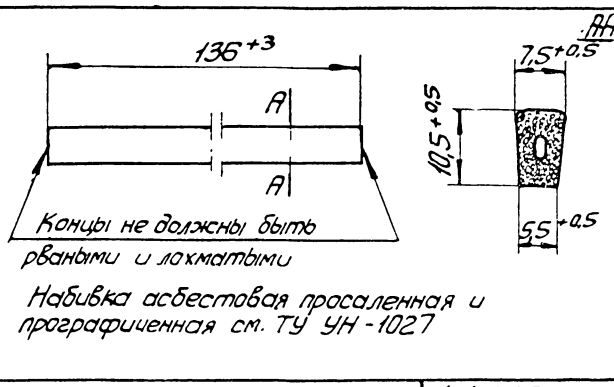 136+3
А-А
7,5+0,5
А
10,5+0,5
А
5,5+0,5
Концы не должны быть
рваными и лохматыми
Набивка асбестовая просаленная и
прографиченная см. ТУ УН-1027